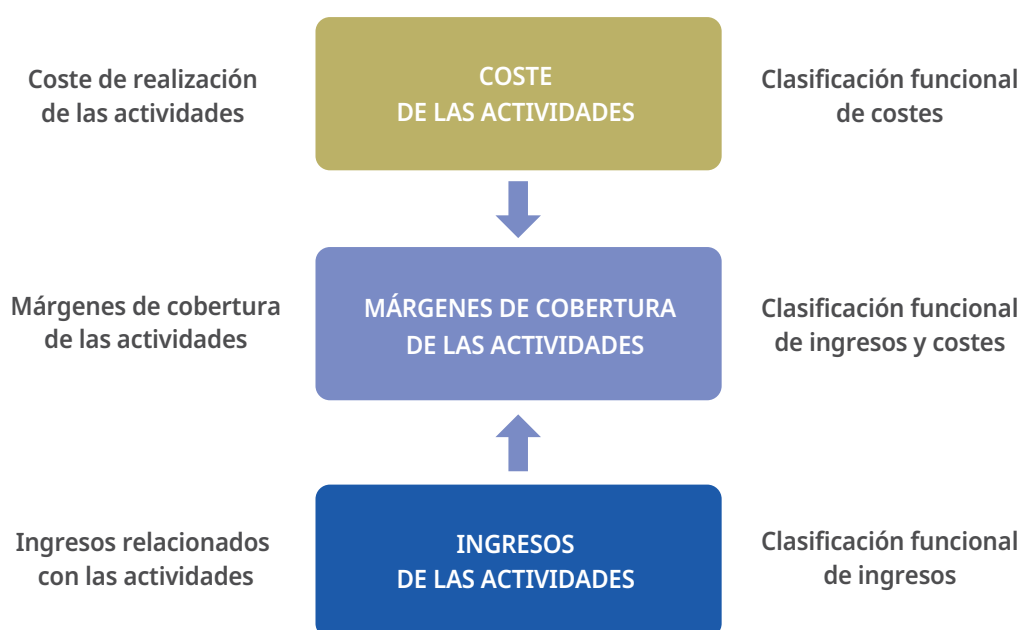 Coste de realización
de las actividades
COSTE
DE LAS ACTIVIDADES
Clasificación funcional
de costes
Márgenes de cobertura
de las actividades
MÁRGENES DE COBERTURA
DE LAS ACTIVIDADES
Clasificación funcional
de ingresos y costes
Ingresos relacionados
con las actividades
INGRESOS
DE LAS ACTIVIDADES
Clasificación funcional
de ingresos